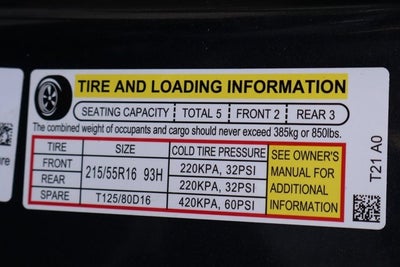 TIRE AND LOADING INFORMATION
SEATING CAPACITY TOTAL 5 FRONT 2 REAR 3
The combined weight of occupants and cargo should never exceed 385kg or 850lbs.
TIRE SIZE COLD TIRE PRESSURE SEE OWNER'S MANUAL FOR ADDITIONAL INFORMATION
FRONT 215/55R16 93H 220KPA, 32PSI
REAR 220KPA, 32PSI
SPARE T125/80D16 420KPA, 60PSI
T21 A0